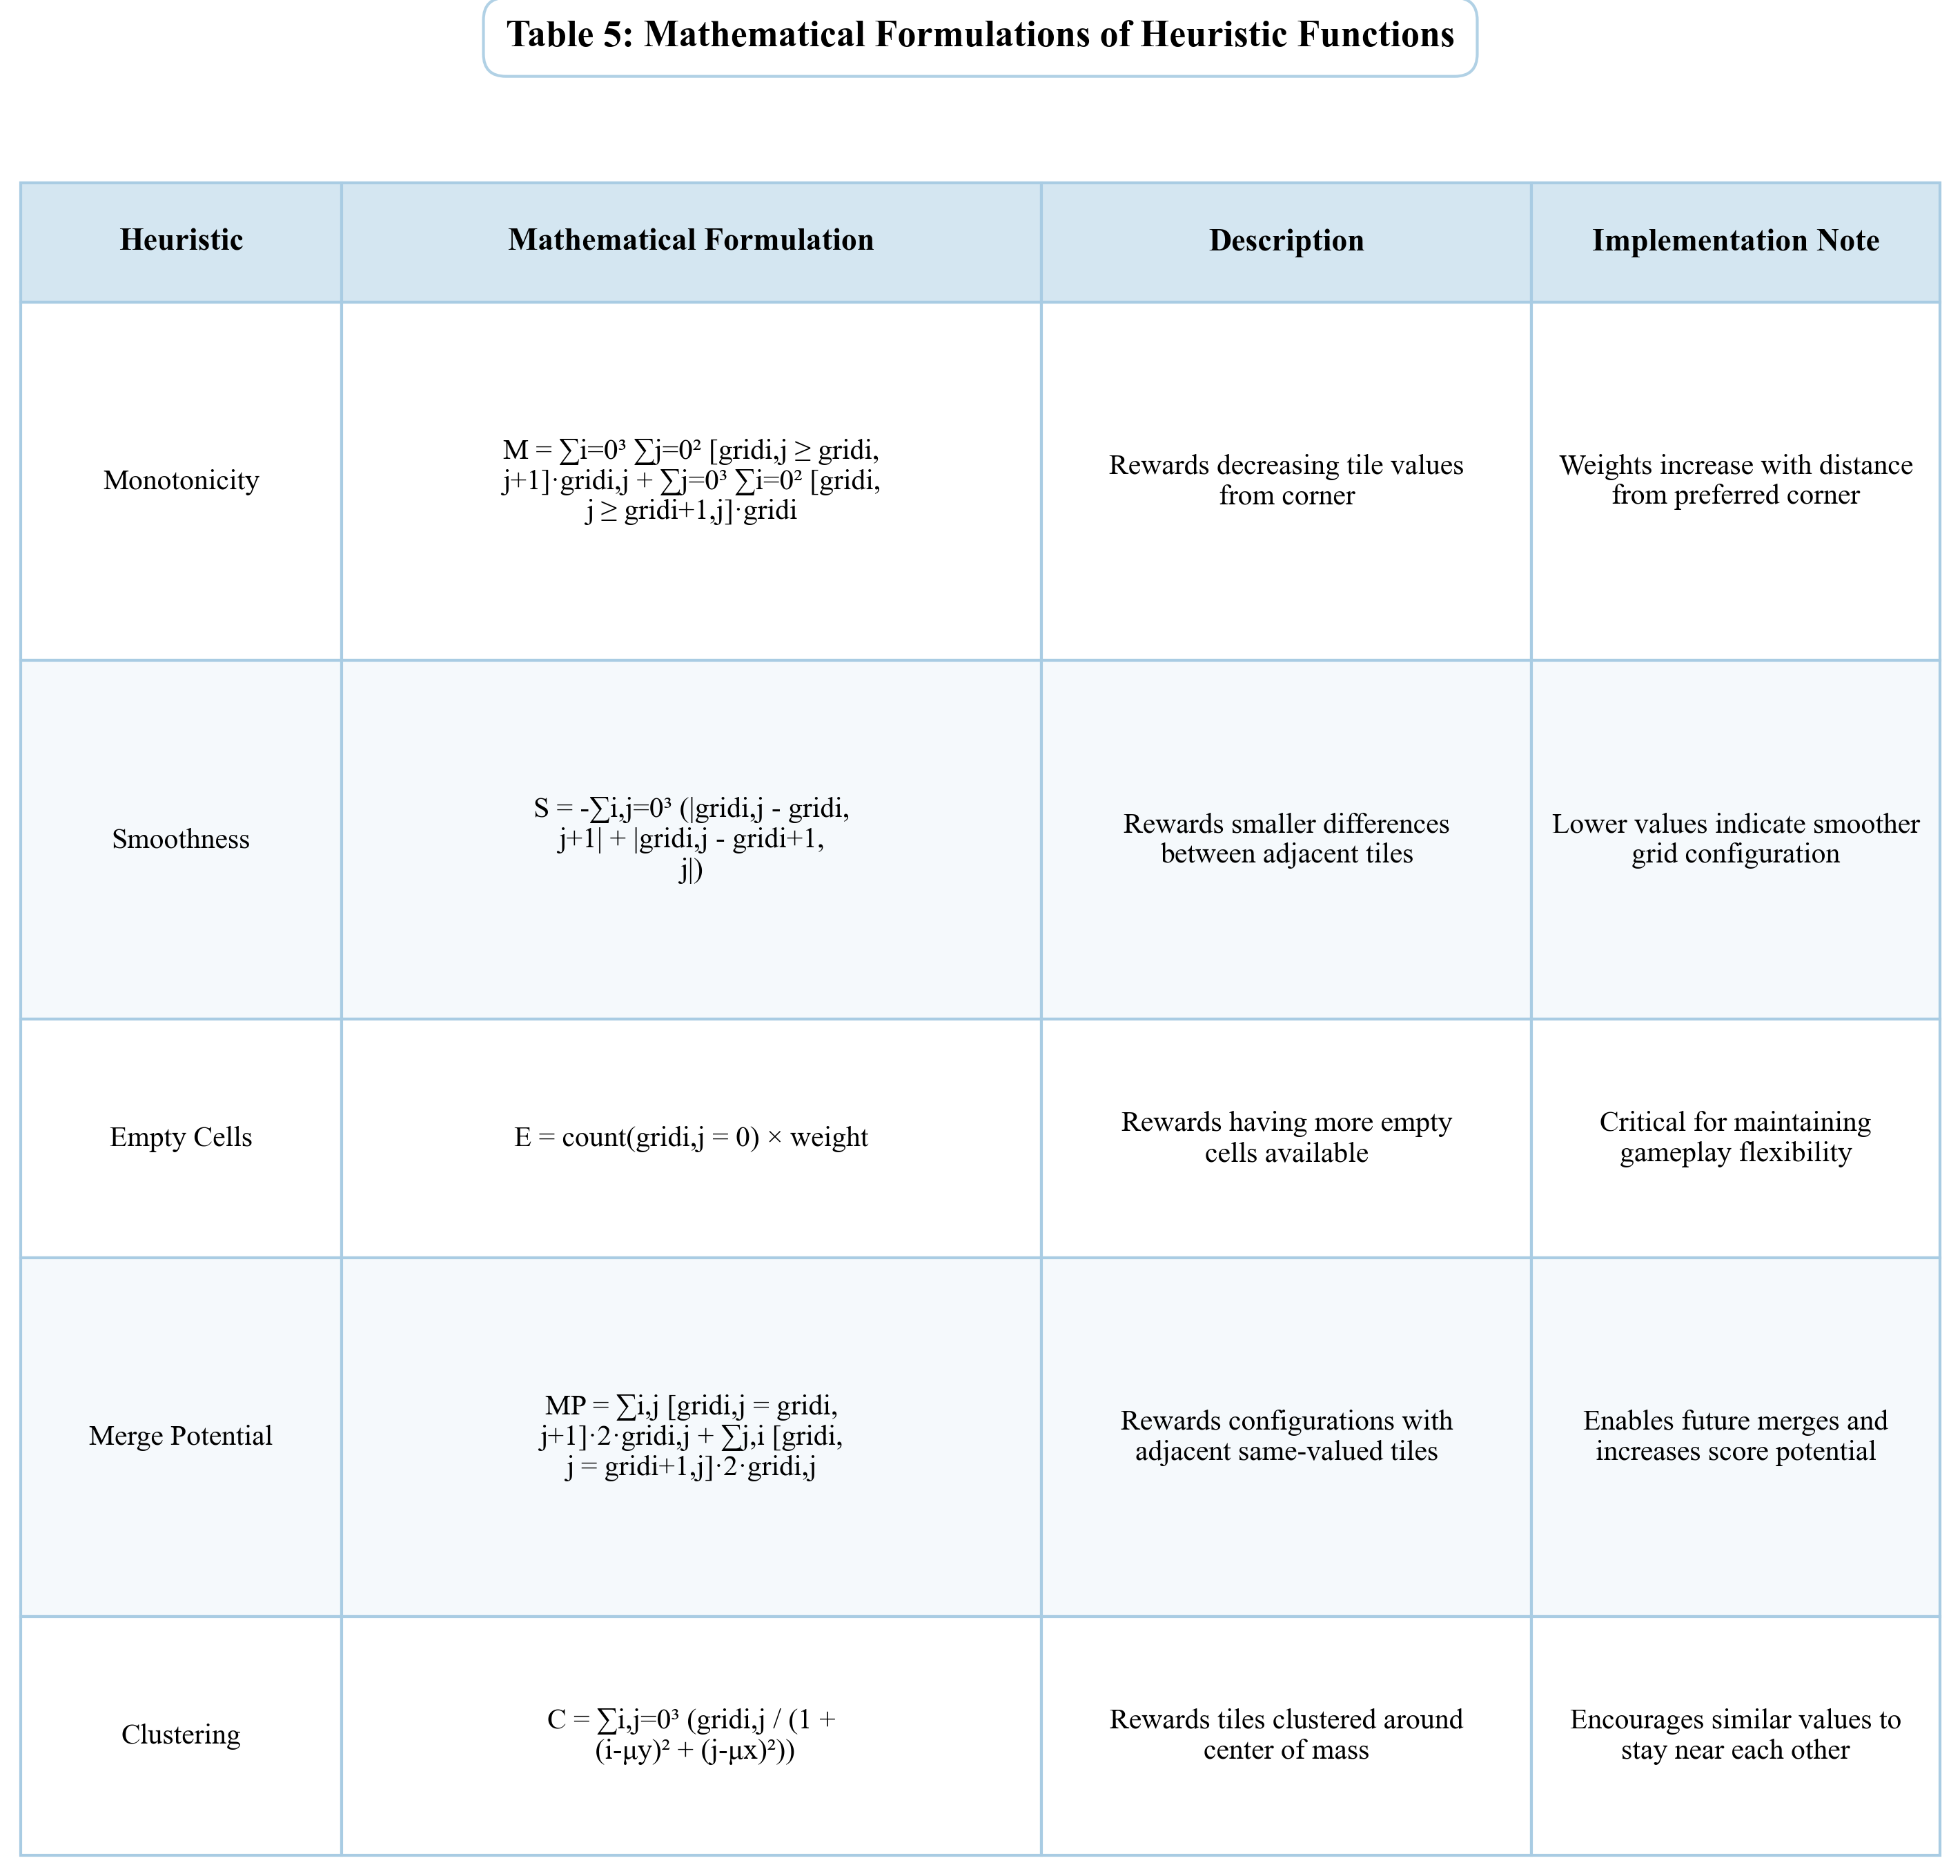 Table 5: Mathematical Formulations of Heuristic Functions
Heuristic
Mathematical Formulation
Description
Implementation Note
Monotonicity
M = ∑i=0³ ∑j=0² [gridi,j ≥ gridi,
j+1]·gridi,j + ∑j=0³ ∑i=0² [gridi,
j ≥ gridi+1,j]·gridi
Rewards decreasing tile values
from corner
Weights increase with distance
from preferred corner
Smoothness
S = -∑i,j=0³ (|gridi,j - gridi,
j+1| + |gridi,j - gridi+1,
j|)
Rewards smaller differences
between adjacent tiles
Lower values indicate smoother
grid configuration
Empty Cells
E = count(gridi,j = 0) × weight
Rewards having more empty
cells available
Critical for maintaining
gameplay flexibility
Merge Potential
MP = ∑i,j [gridi,j = gridi,
j+1]·2·gridi,j + ∑j,i [gridi,
j = gridi+1,j]·2·gridi,j
Rewards configurations with
adjacent same-valued tiles
Enables future merges and
increases score potential
Clustering
C = ∑i,j=0³ (gridi,j / (1 +
(i-μy)² + (j-μx)²))
Rewards tiles clustered around
center of mass
Encourages similar values to
stay near each other